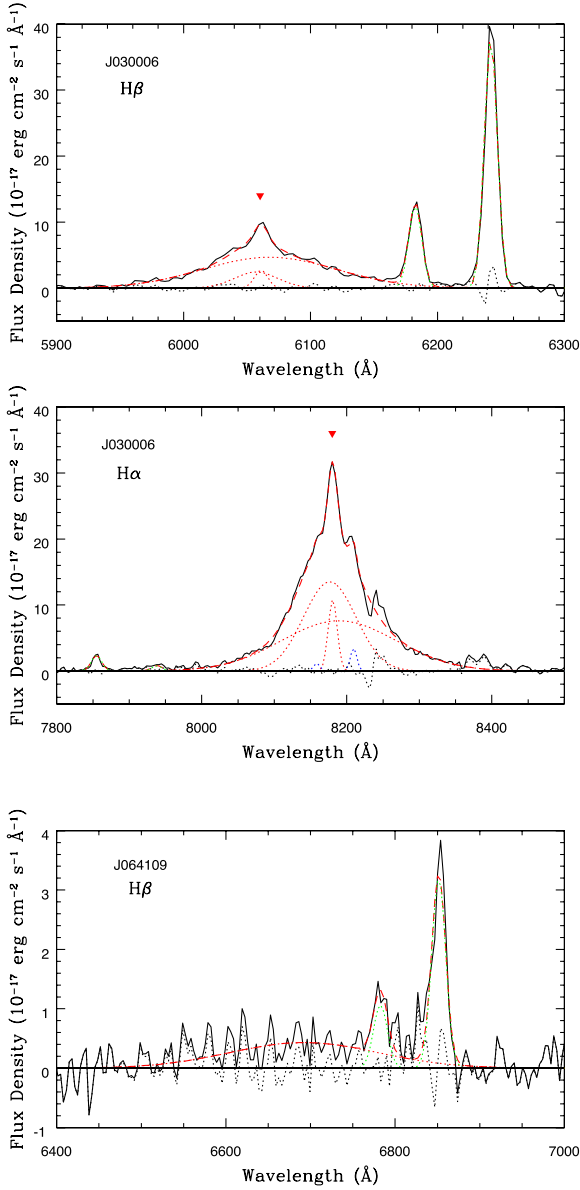 40
30
20
10
0
Flux Density (10⁻¹⁷ erg cm⁻² s⁻¹ Å⁻¹)
J030006
Hβ
5900 6000 6100 6200 6300
Wavelength (Å)
40
30
20
10
0
Flux Density (10⁻¹⁷ erg cm⁻² s⁻¹ Å⁻¹)
J030006
Hα
7800 8000 8200 8400
Wavelength (Å)
4
3
2
1
0
-1
Flux Density (10⁻¹⁷ erg cm⁻² s⁻¹ Å⁻¹)
J064109
Hβ
6400 6600 6800 7000
Wavelength (Å)